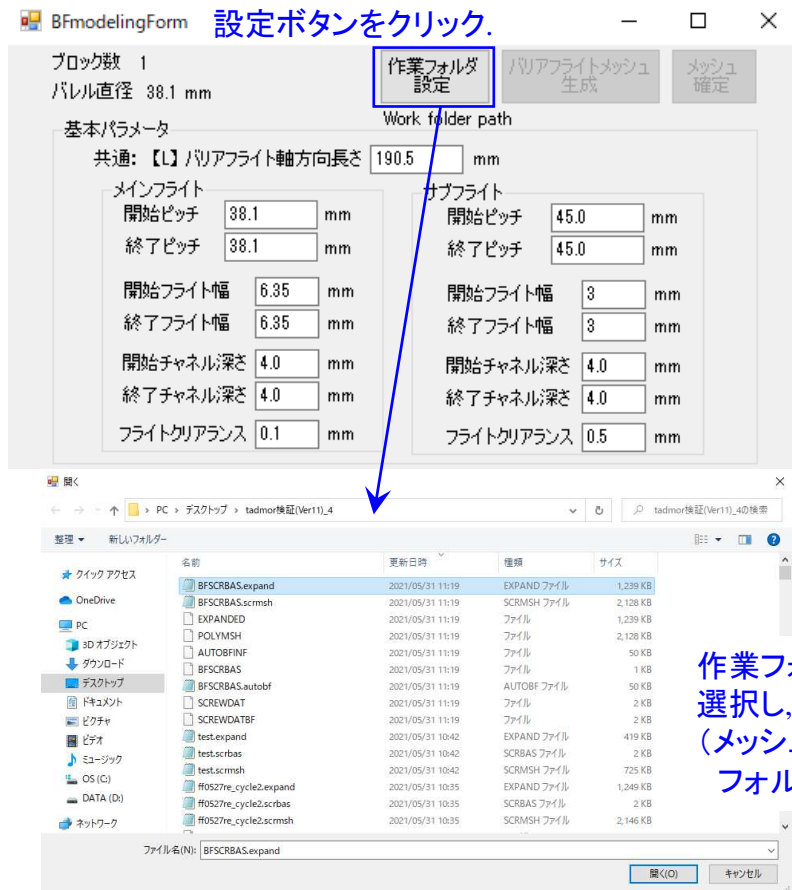 BFmodelingForm 設定ボタンをクリック.
ブロック数 1
バレル直径 38.1 mm
作業フォルダ
設定
バリアフライトメッシュ
生成
メッシュ
確定
Work folder path
基本パラメータ
共通: 【L】バリアフライト軸方向長さ 190.5 mm
メインフライト
開始ピッチ 38.1 mm
終了ピッチ 38.1 mm
開始フライト幅 6.35 mm
終了フライト幅 6.35 mm
開始チャネル深さ 4.0 mm
終了チャネル深さ 4.0 mm
フライトクリアランス 0.1 mm
サブフライト
開始ピッチ 45.0 mm
終了ピッチ 45.0 mm
開始フライト幅 3 mm
終了フライト幅 3 mm
開始チャネル深さ 4.0 mm
終了チャネル深さ 4.0 mm
フライトクリアランス 0.5 mm
開く
PC › デスクトップ › tadmor検証(Ver11)_4
tadmor検証(Ver11)_4の検索
整理 新しいフォルダー
クイック アクセス
OneDrive
PC
3D オブジェクト
ダウンロード
デスクトップ
ドキュメント
ピクチャ
ビデオ
ミュージック
OS (C:)
DATA (D:)
ネットワーク
名前 更新日時 種類 サイズ
BFSCRBAS.expand 2021/05/31 11:19 EXPAND ファイル 1,239 KB
BFSCRBAS.scrmsh 2021/05/31 11:19 SCRMSH ファイル 2,128 KB
EXPANDED 2021/05/31 11:19 ファイル 1,239 KB
POLYMSH 2021/05/31 11:19 ファイル 2,128 KB
AUTOBFINF 2021/05/31 11:19 ファイル 50 KB
BFSCRBAS 2021/05/31 11:19 ファイル 1 KB
BFSCRBAS.autobf 2021/05/31 11:19 AUTOBF ファイル 50 KB
SCREWDAT 2021/05/31 11:19 ファイル 2 KB
SCREWDATBF 2021/05/31 11:19 ファイル 2 KB
test.expand 2021/05/31 10:42 EXPAND ファイル 419 KB
test.scrbas 2021/05/31 10:42 SCRBAS ファイル 2 KB
test.scrmsh 2021/05/31 10:42 SCRMSH ファイル 725 KB
ff0527re_cycle2.expand 2021/05/31 10:35 EXPAND ファイル 1,249 KB
ff0527re_cycle2.scrbas 2021/05/31 10:35 SCRBAS ファイル 2 KB
ff0527re_cycle2.scrmsh 2021/05/31 10:35 SCRMSH ファイル 2,146 KB
ファイル名(N): BFSCRBAS.expand
開く(O) キャンセル
作業フォ
選択し,
(メッシュ
フォル